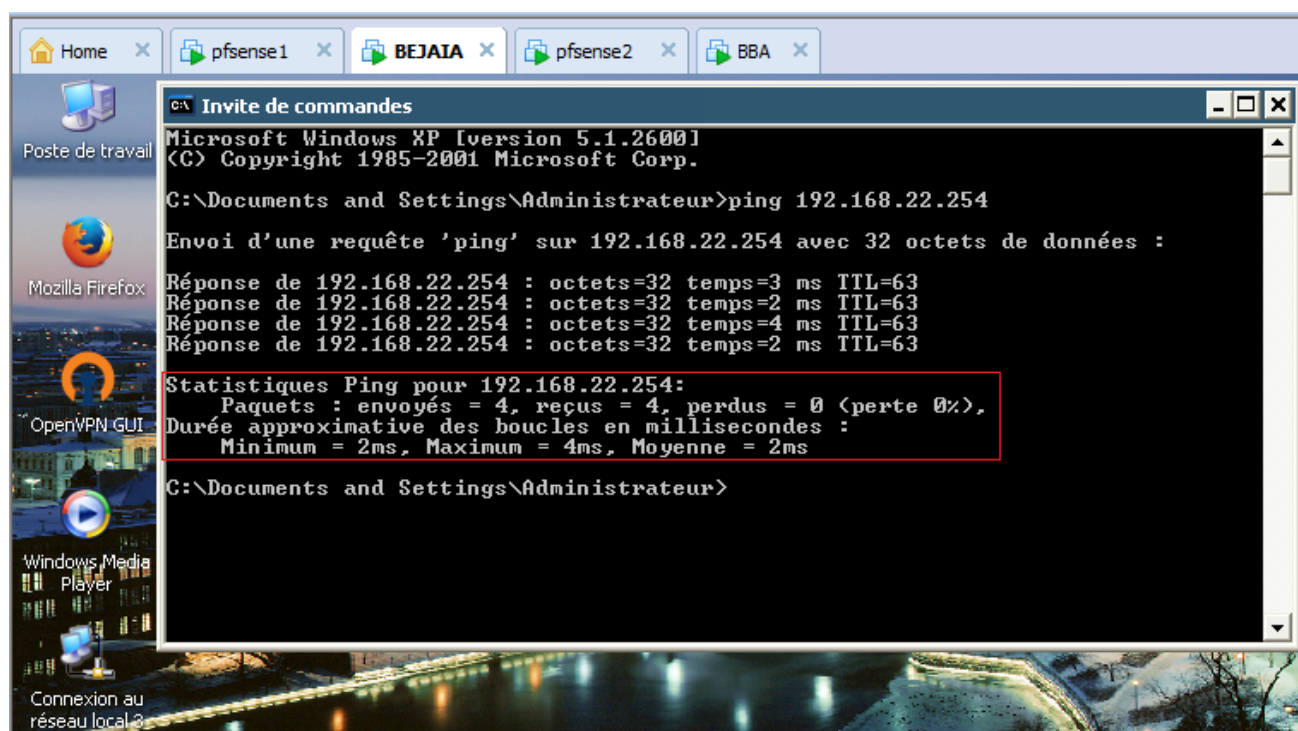 Home pfsense1 BEJAIA pfsense2 BBA
Poste de travail
Mozilla Firefox
OpenVPN GUI
Windows Media
Player
Connexion au
réseau local 3
Invite de commandes
Microsoft Windows XP [version 5.1.2600]
(C) Copyright 1985-2001 Microsoft Corp.
C:\Documents and Settings\Administrateur>ping 192.168.22.254
Envoi d'une requête 'ping' sur 192.168.22.254 avec 32 octets de données :
Réponse de 192.168.22.254 : octets=32 temps=3 ms TTL=63
Réponse de 192.168.22.254 : octets=32 temps=2 ms TTL=63
Réponse de 192.168.22.254 : octets=32 temps=4 ms TTL=63
Réponse de 192.168.22.254 : octets=32 temps=2 ms TTL=63
Statistiques Ping pour 192.168.22.254:
Paquets : envoyés = 4, reçus = 4, perdus = 0 (perte 0%),
Durée approximative des boucles en millisecondes :
Minimum = 2ms, Maximum = 4ms, Moyenne = 2ms
C:\Documents and Settings\Administrateur>